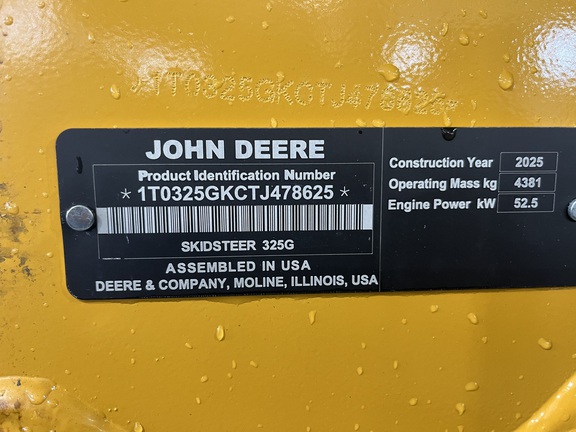 *1T0325GKCTJ478625*
JOHN DEERE
Product Identification Number
*1T0325GKCTJ478625*
SKIDSTEER 325G
ASSEMBLED IN USA
DEERE & COMPANY, MOLINE, ILLINOIS, USA
Construction Year 2025
Operating Mass kg 4381
Engine Power kW 52.5